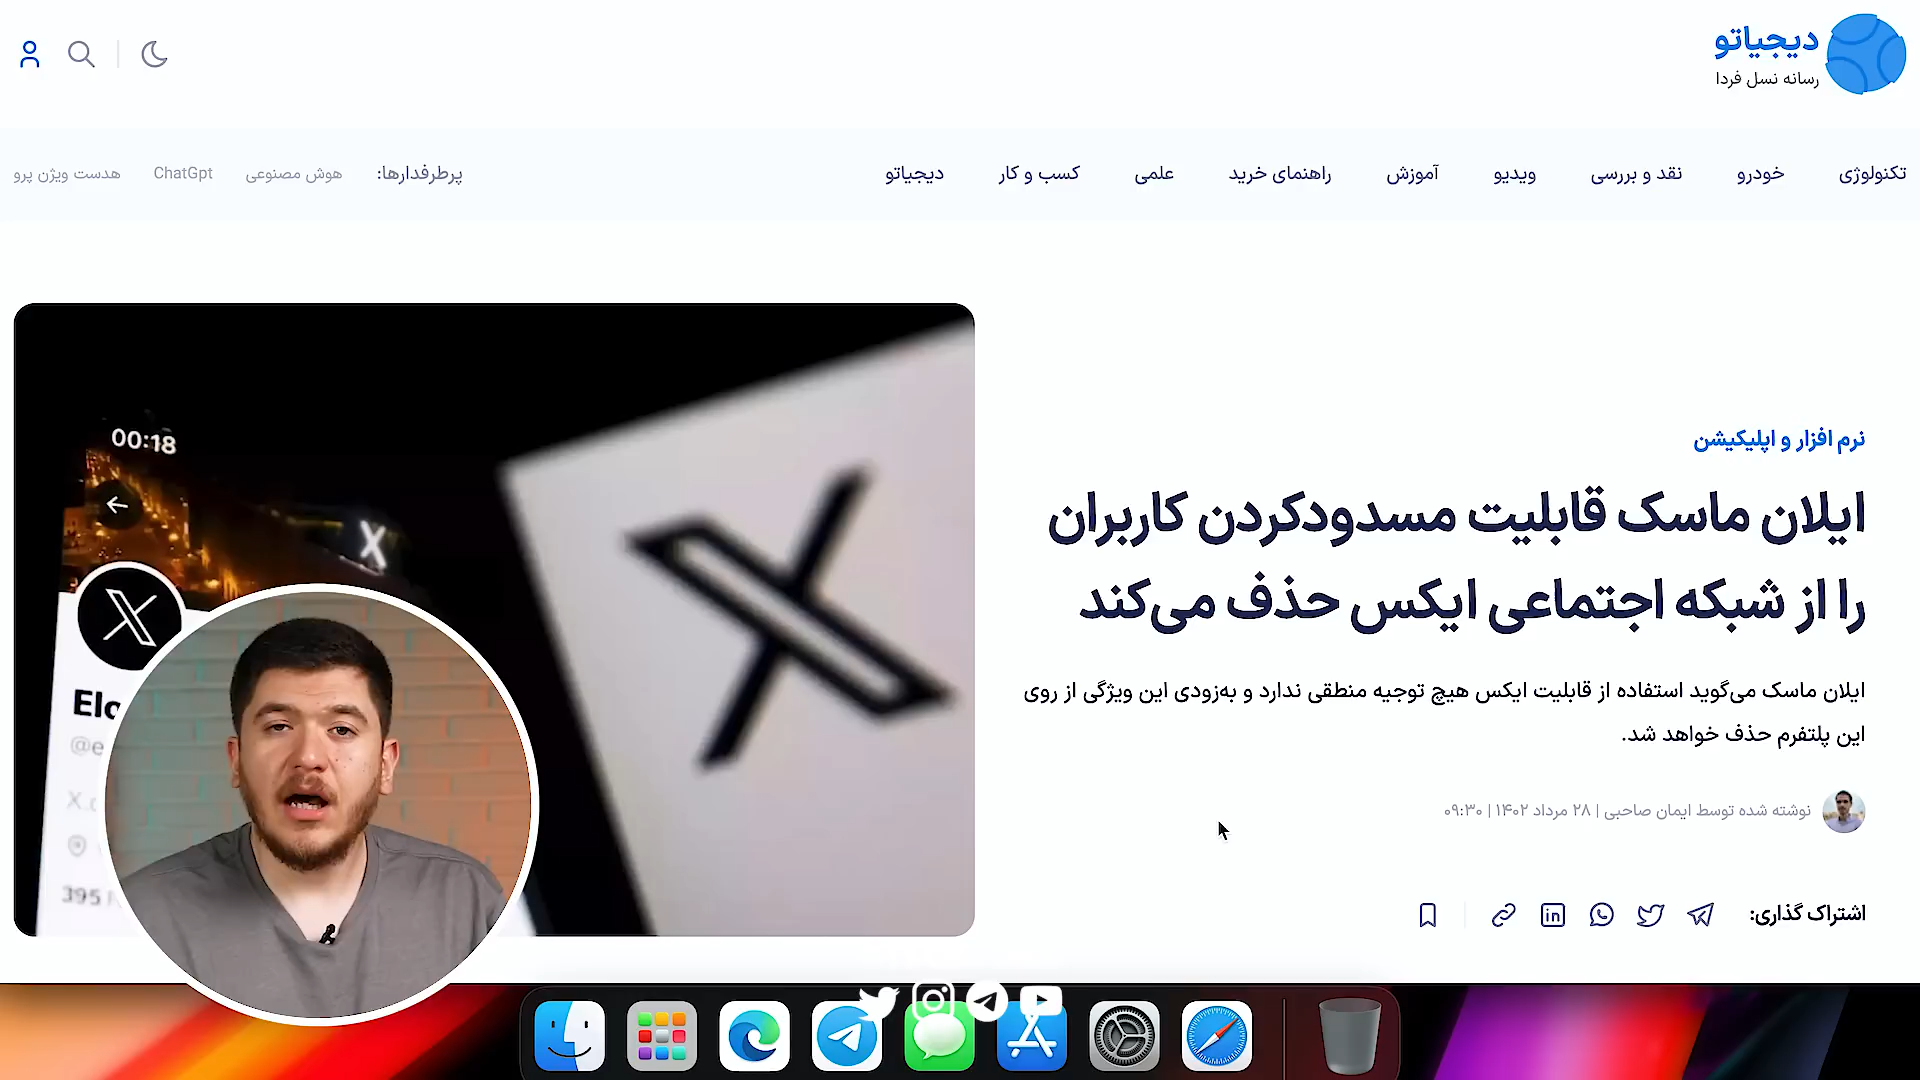 دیجیاتو
رسانه نسل فردا
تکنولوژی
خودرو
نقد و بررسی
ویدیو
آموزش
راهنمای خرید
علمی
کسب و کار
دیجیاتو
پرطرفدارها:
هوش مصنوعی
ChatGpt
هدست ویژن پرو
نرم افزار و اپلیکیشن
ایلان ماسک قابلیت مسدودکردن کاربران
را از شبکه اجتماعی ایکس حذف می‌کند
ایلان ماسک می‌گوید استفاده از قابلیت ایکس هیچ توجیه منطقی ندارد و به‌زودی این ویژگی از روی
این پلتفرم حذف خواهد شد.
نوشته شده توسط ایمان صاحبی | ۲۸ مرداد ۱۴۰۲ | ۰۹:۳۰
اشتراک گذاری:
00:18
X
395